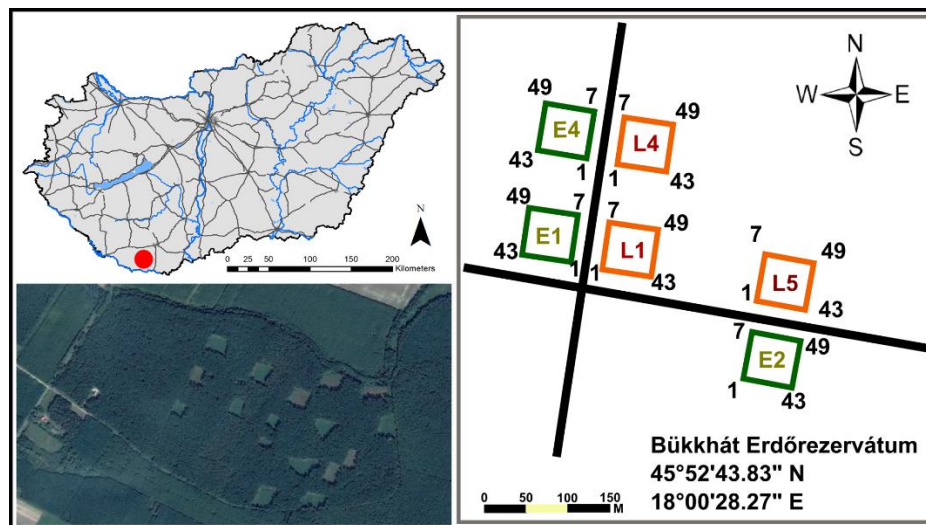 N
0 25 50 100 150 200
Kilometers
N
W E
S
49 7 7 49
E4 L4
43 1 1 43
49 7 7 49
E1 L1
43 1 1 43
7 49
L5
1 43
7 49
E2
1 43
Bükkhát Erdőrezervátum
45°52'43.83" N
18°00'28.27" E
0 50 100 150
M